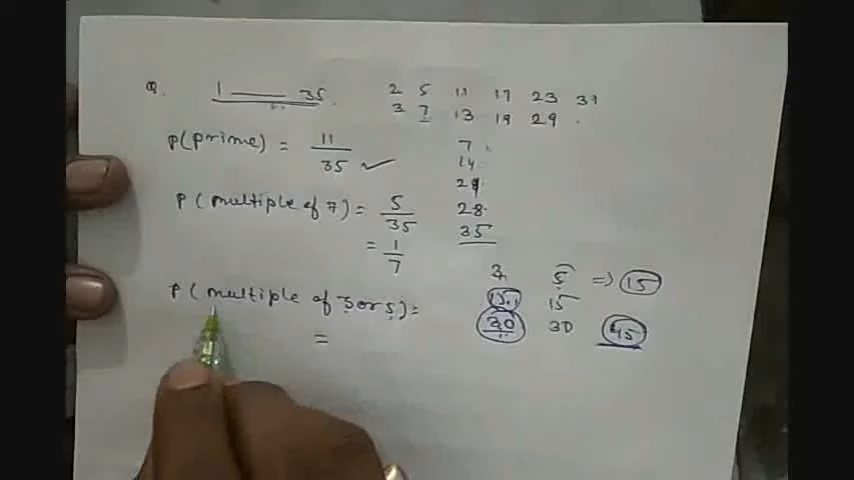 Q. 1 —— 35 2 5 11 17 23 31
3 7 13 19 29
P(prime) = 11/35
7
14
21
28
35
P(multiple of 7) = 5/35
= 1/7
P(multiple of 3 or 5) =
=
3 5 => 15
15 15
30 30 45